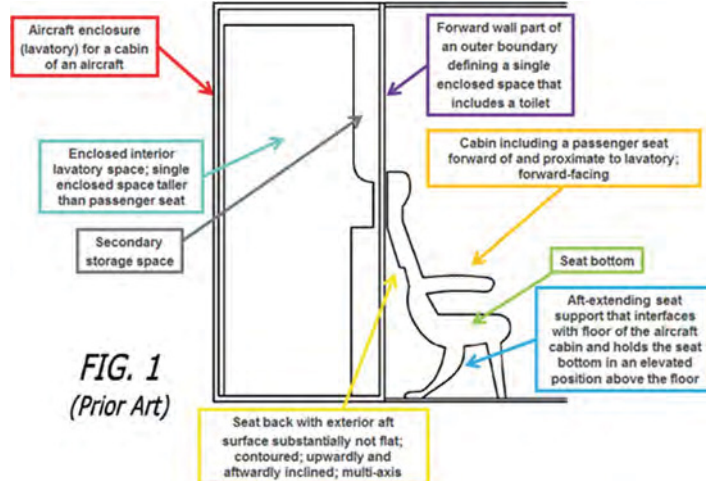 Aircraft enclosure
(lavatory) for a cabin
of an aircraft
Forward wall part of
an outer boundary
defining a single
enclosed space that
includes a toilet
Enclosed interior
lavatory space; single
enclosed space taller
than passenger seat
Cabin including a passenger seat
forward of and proximate to lavatory;
forward-facing
Secondary
storage space
Seat bottom
Aft-extending seat
support that interfaces
with floor of the aircraft
cabin and holds the seat
bottom in an elevated
position above the floor
FIG. 1
(Prior Art)
Seat back with exterior aft
surface substantially not flat;
contoured; upwardly and
aftwardly inclined; multi-axis